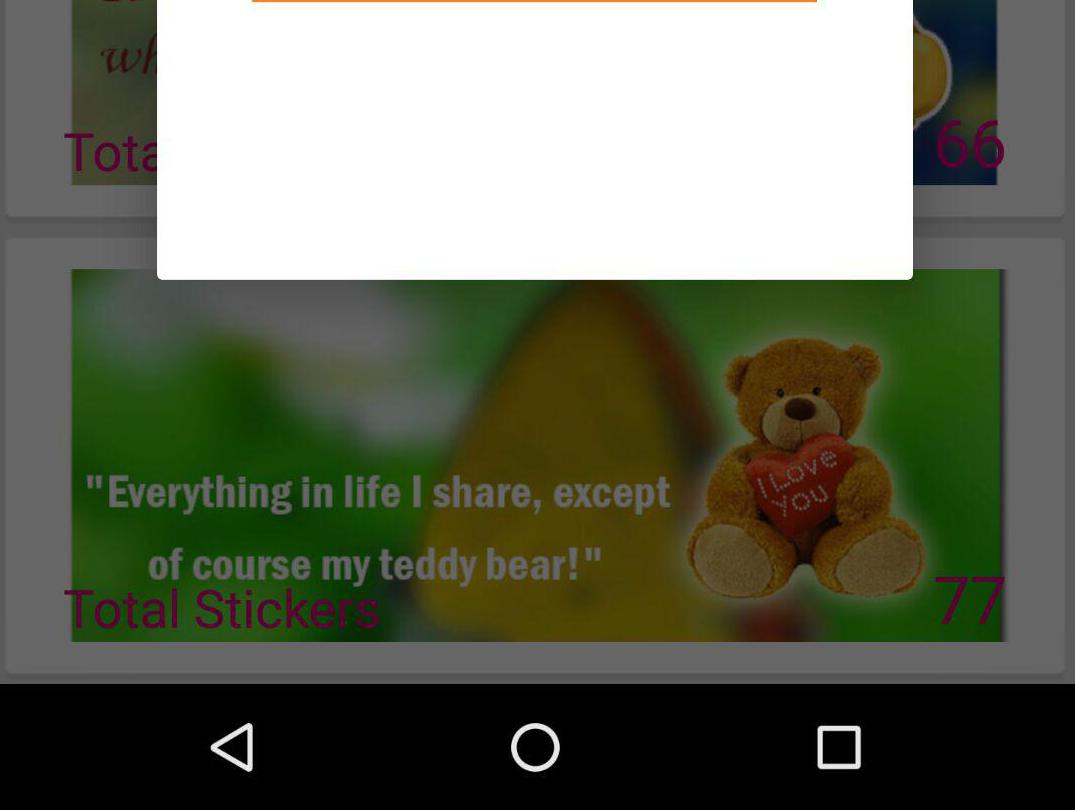 wh
Tota
66
"Everything in life I share, except
of course my teddy bear!"
I Love
You
Total Stickers
77